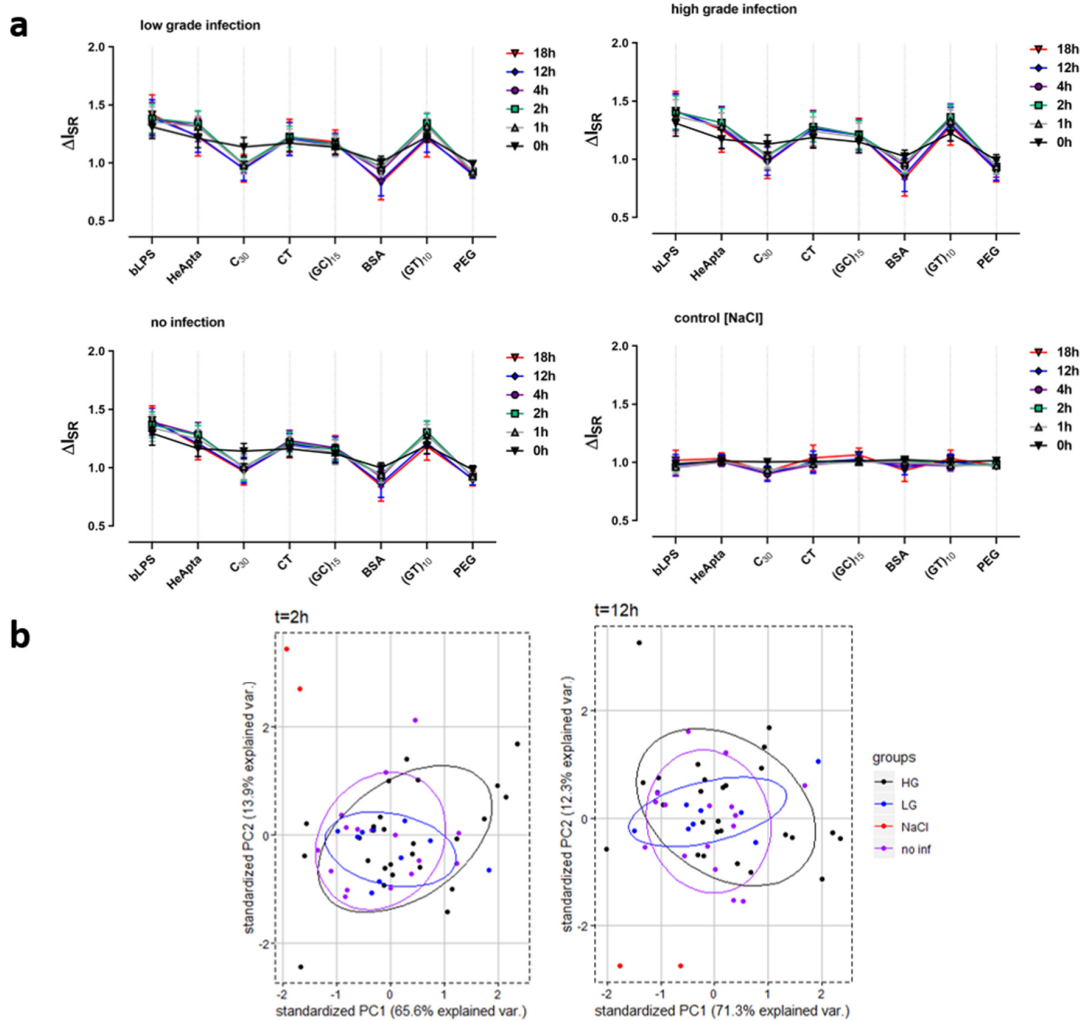 a
low grade infection
2.0
1.5
1.0
0.5
ΔI_SR
bLPS
HeApta
C₃₀
CT
(GC)₁₅
BSA
(GT)₁₀
PEG
18h
12h
4h
2h
1h
0h
high grade infection
2.0
1.5
1.0
0.5
ΔI_SR
bLPS
HeApta
C₃₀
CT
(GC)₁₅
BSA
(GT)₁₀
PEG
18h
12h
4h
2h
1h
0h
no infection
2.0
1.5
1.0
0.5
ΔI_SR
bLPS
HeApta
C₃₀
CT
(GC)₁₅
BSA
(GT)₁₀
PEG
18h
12h
4h
2h
1h
0h
control [NaCl]
2.0
1.5
1.0
0.5
ΔI_SR
bLPS
HeApta
C₃₀
CT
(GC)₁₅
BSA
(GT)₁₀
PEG
18h
12h
4h
2h
1h
0h
b
t=2h
standardized PC2 (13.9% explained var.)
2
0
-2
-2
-1
0
1
2
standardized PC1 (65.6% explained var.)
t=12h
standardized PC2 (12.3% explained var.)
2
0
-2
-2
-1
0
1
2
standardized PC1 (71.3% explained var.)
groups
HG
LG
NaCl
no inf